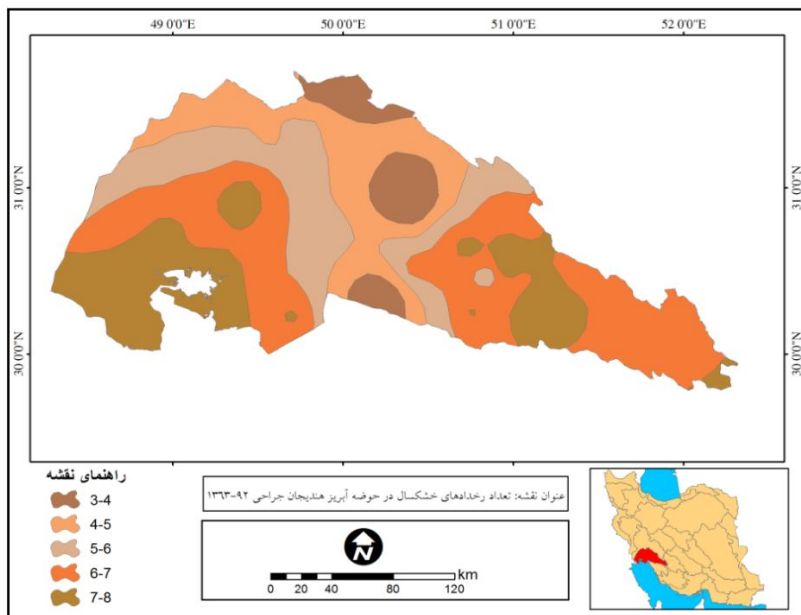 49 0'0"E 50 0'0"E 51 0'0"E 52 0'0"E
31 0'0"N 31 0'0"N
30 0'0"N 30 0'0"N
راهنمای نقشه
3-4
4-5
5-6
6-7
7-8
عنوان نقشه: تعداد رخدادهای خشکسال در حوضه آبریز هندیجان جراحی ۹۲-۱۳۶۳
N
km
0 10 20 40 80 120